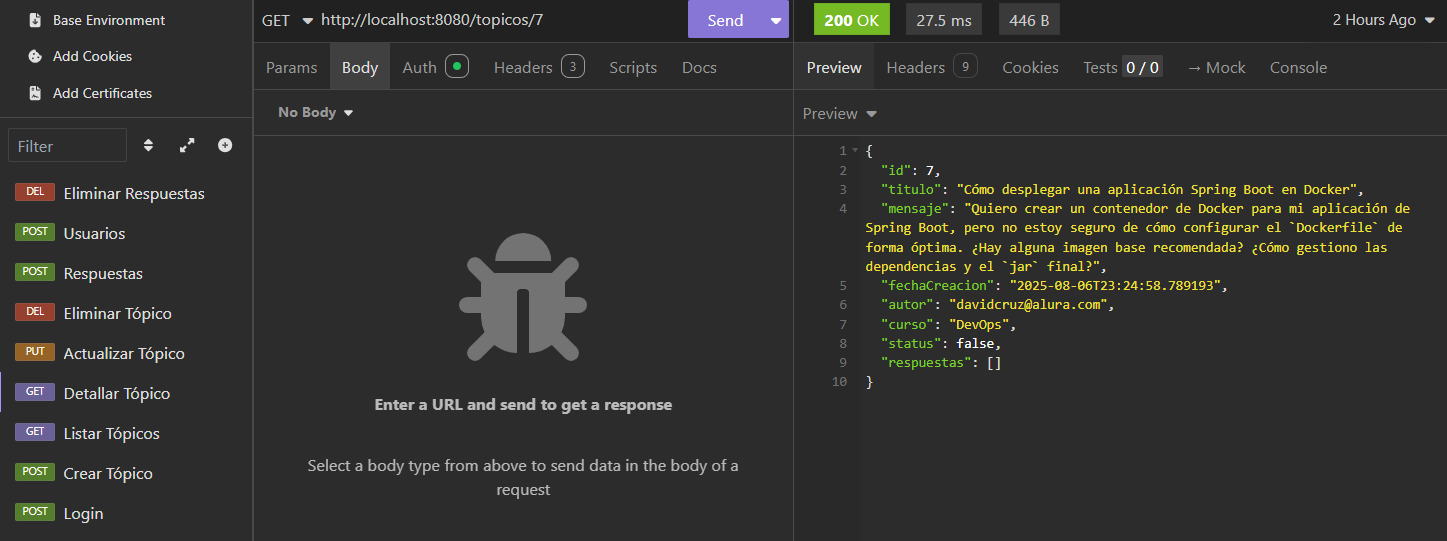 Base Environment
Add Cookies
Add Certificates
Filter
DEL Eliminar Respuestas
POST Usuarios
POST Respuestas
DEL Eliminar Tópico
PUT Actualizar Tópico
GET Detallar Tópico
GET Listar Tópicos
POST Crear Tópico
POST Login
GET http://localhost:8080/topicos/7 Send
Params Body Auth Headers 3 Scripts Docs
No Body
Enter a URL and send to get a response
Select a body type from above to send data in the body of a
request
200 OK 27.5 ms 446 B 2 Hours Ago
Preview Headers 9 Cookies Tests 0 / 0 → Mock Console
Preview
1 {
2 "id": 7,
3 "titulo": "Cómo desplegar una aplicación Spring Boot en Docker",
4 "mensaje": "Quiero crear un contenedor de Docker para mi aplicación de
Spring Boot, pero no estoy seguro de cómo configurar el `Dockerfile` de
forma óptima. ¿Hay alguna imagen base recomendada? ¿Cómo gestiono las
dependencias y el `jar` final?",
5 "fechaCreacion": "2025-08-06T23:24:58.789193",
6 "autor": "davidcruz@alura.com",
7 "curso": "DevOps",
8 "status": false,
9 "respuestas": []
10 }